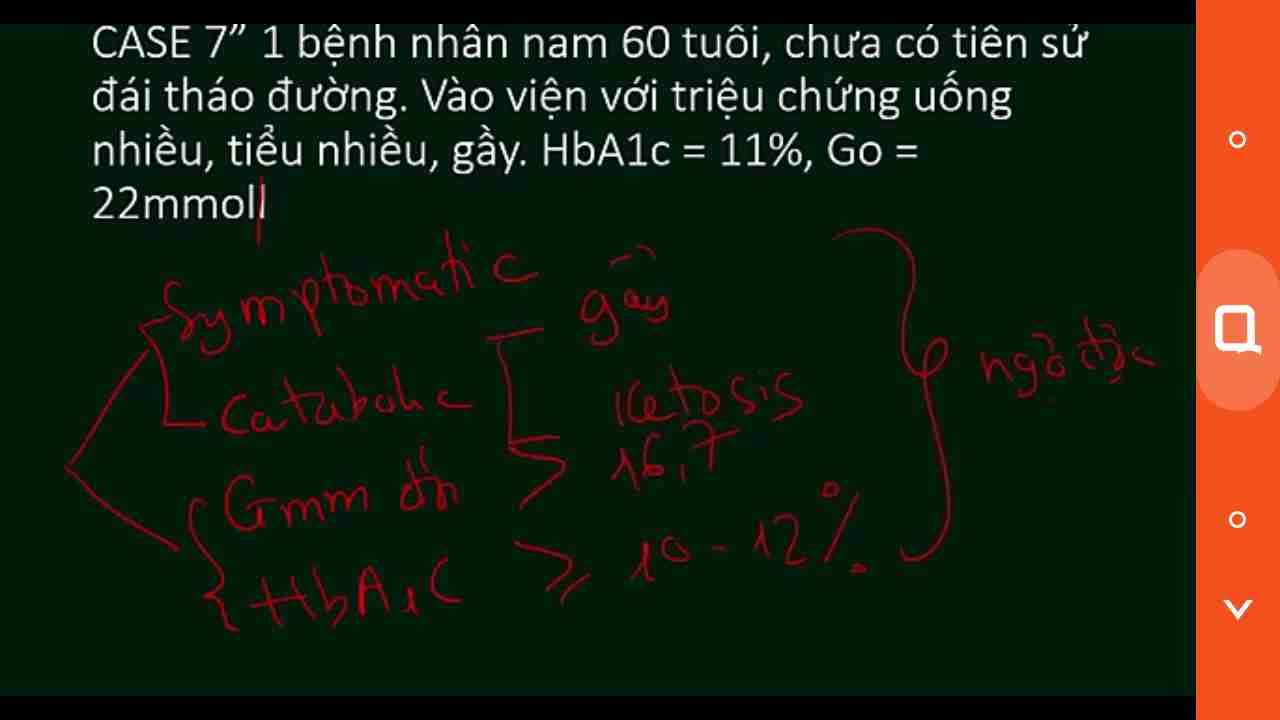 CASE 7” 1 bệnh nhân nam 60 tuôi, chưa có tiên sử
đái tháo đường. Vào viện với triệu chứng uống
nhiều, tiểu nhiều, gầy. HbA1c = 11%, Go =
22mmoll
Symptomatic
gầy
Catabolic
Ketosis
Gmm đói > 16,7
HbA1C ≥ 10 - 12%.
ngộ độc